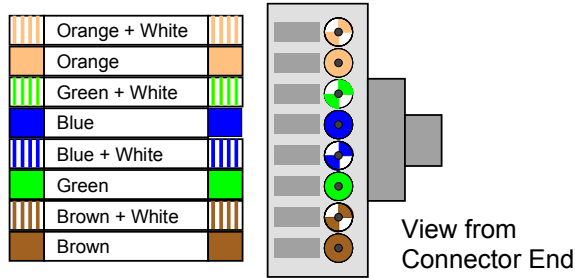 Orange + White
Orange
Green + White
Blue
Blue + White
Green
Brown + White
Brown
View from
Connector End